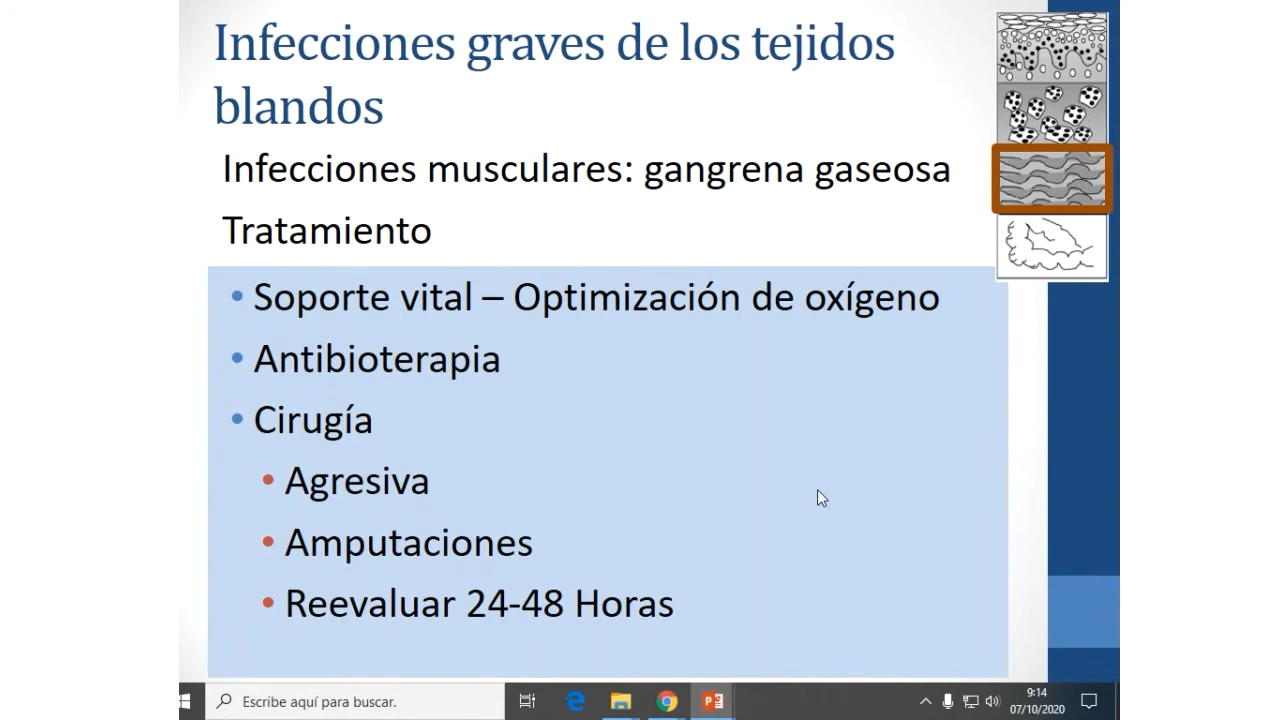 Infecciones graves de los tejidos
blandos
Infecciones musculares: gangrena gaseosa
Tratamiento
• Soporte vital – Optimización de oxígeno
• Antibioterapia
• Cirugía
• Agresiva
• Amputaciones
• Reevaluar 24-48 Horas
Escribe aquí para buscar.
9:14
07/10/2020